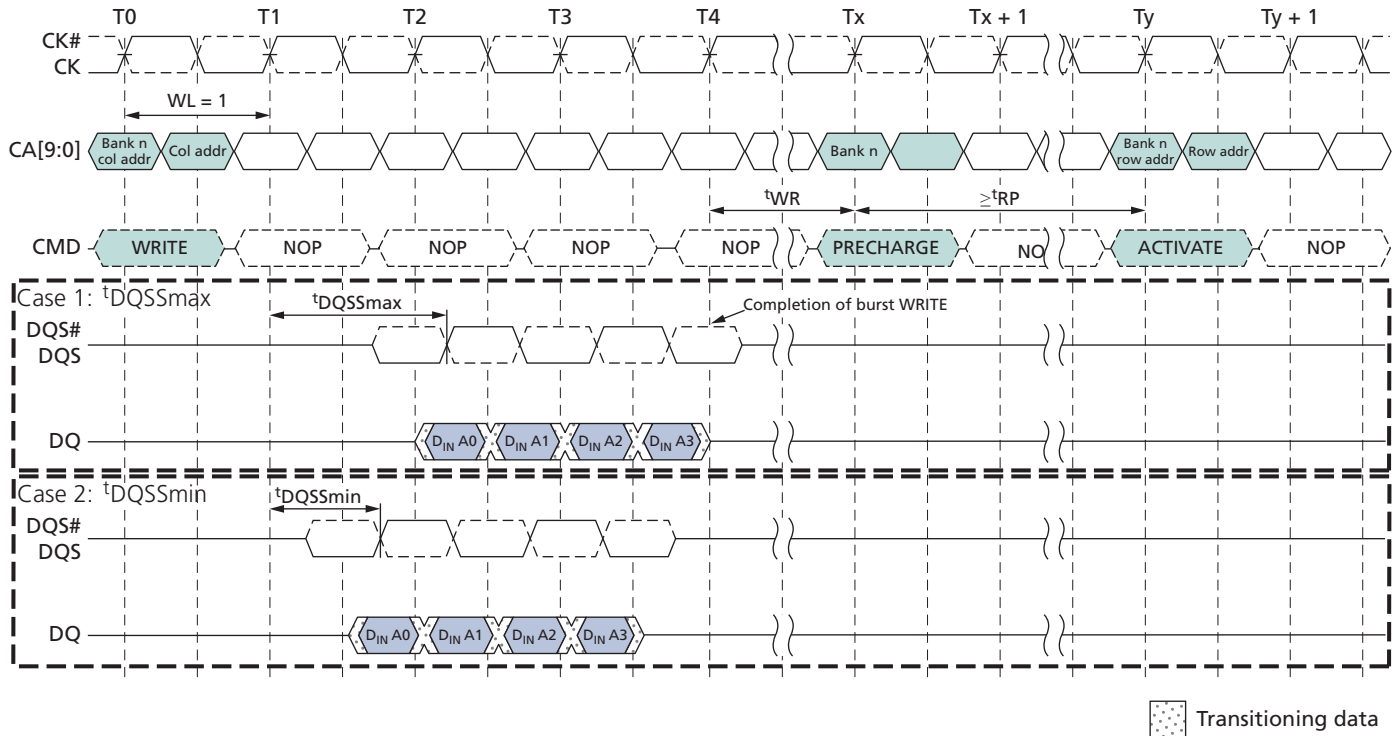 T0 T1 T2 T3 T4 Tx Tx + 1 Ty Ty + 1
CK#
CK
WL = 1
CA[9:0] Bank n col addr Col addr Bank n Bank n row addr Row addr
tWR ≥tRP
CMD WRITE NOP NOP NOP NOP PRECHARGE NO ACTIVATE NOP
Case 1: tDQSSmax
tDQSSmax
Completion of burst WRITE
DQS#
DQS
DQ DIN A0 DIN A1 DIN A2 DIN A3
Case 2: tDQSSmin
tDQSSmin
DQS#
DQS
DQ DIN A0 DIN A1 DIN A2 DIN A3
Transitioning data